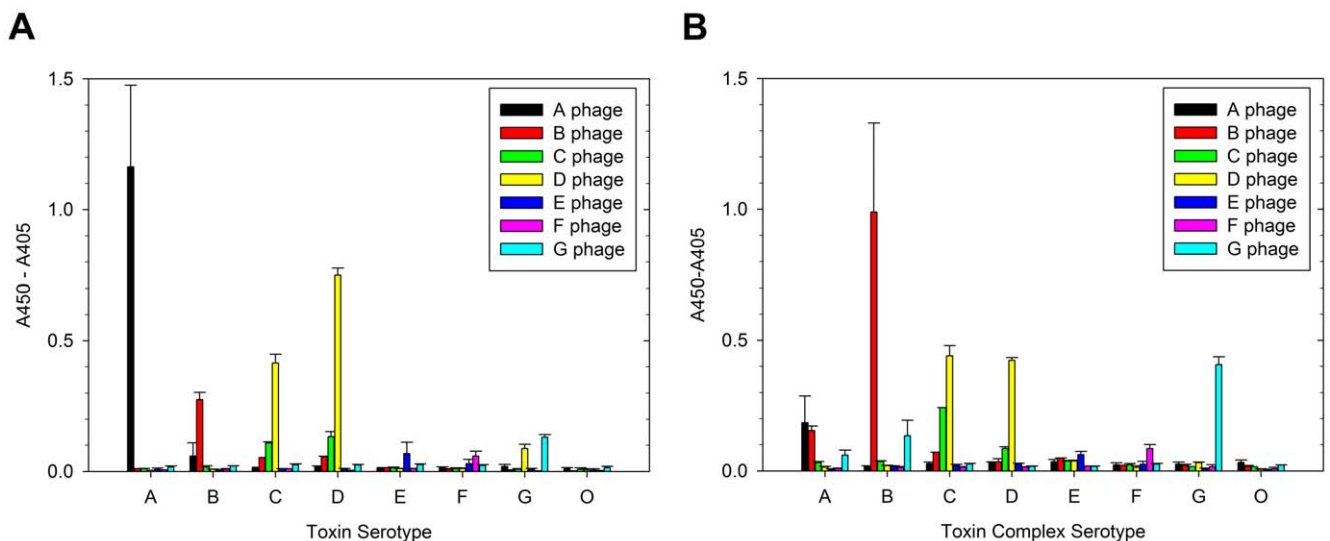 A
1.5
1.0
0.5
0.0
A450 - A405
A phage
B phage
C phage
D phage
E phage
F phage
G phage
A B C D E F G O
Toxin Serotype
B
1.5
1.0
0.5
0.0
A450-A405
A phage
B phage
C phage
D phage
E phage
F phage
G phage
A B C D E F G O
Toxin Complex Serotype